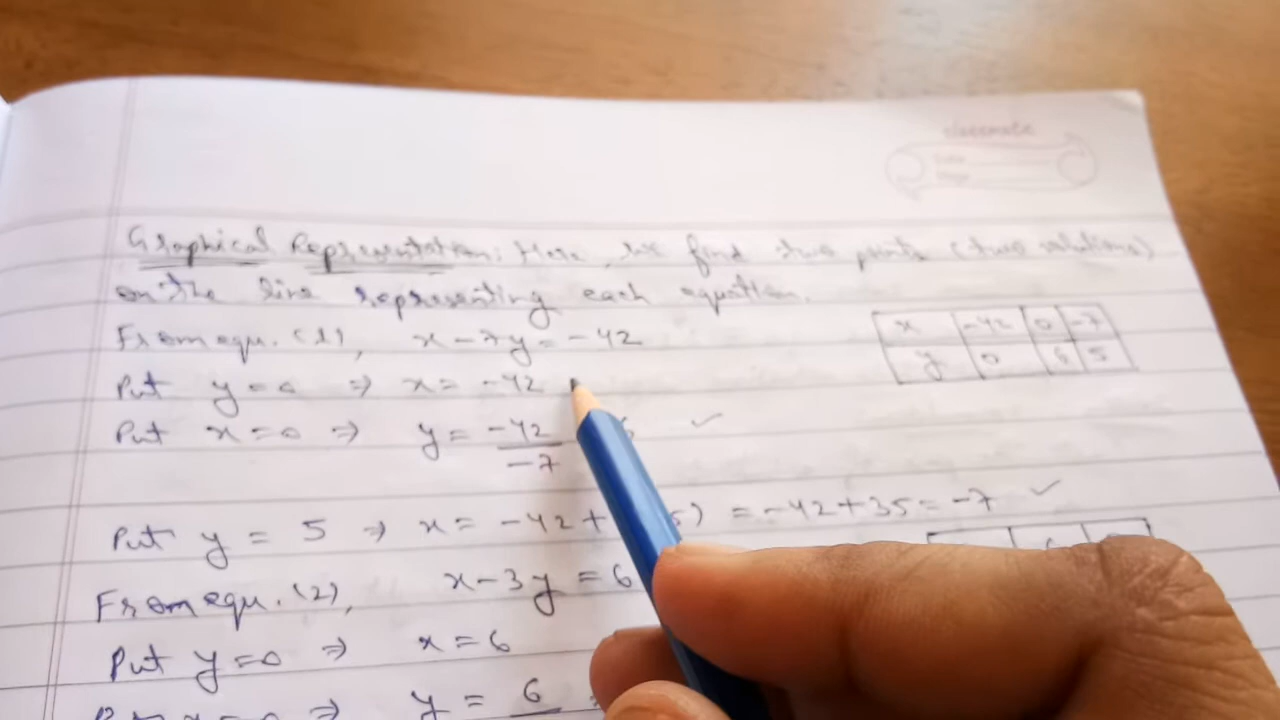 classmate
Graphical Representation: Here, we find two points (two solutions)
on the line representing each equation.
From equ. (1), x - 7y = -42
Put y = 0 ⇒ x = -42
Put x = 0 ⇒ y = -42/-7 ✓
x | -42 | 0 | -7
y | 0 | 6 | 5
Put y = 5 ⇒ x = -42 + 5) = -42 + 35 = -7 ✓
From equ. (2), x - 3y = 6
Put y = 0 ⇒ x = 6
y = 6